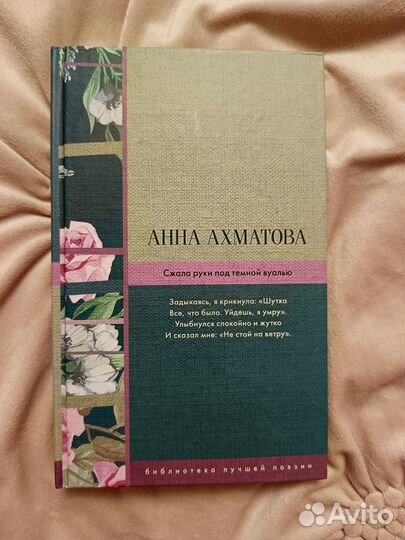 АННА АХМАТОВА
Сжала руки под темной вуалью
Задыхаясь, я крикнула: «Шутка
Все, что было. Уйдешь, я умру».
Улыбнулся спокойно и жутко
И сказал мне: «Не стой на ветру».
библиотека лучшей поэзии
Avito